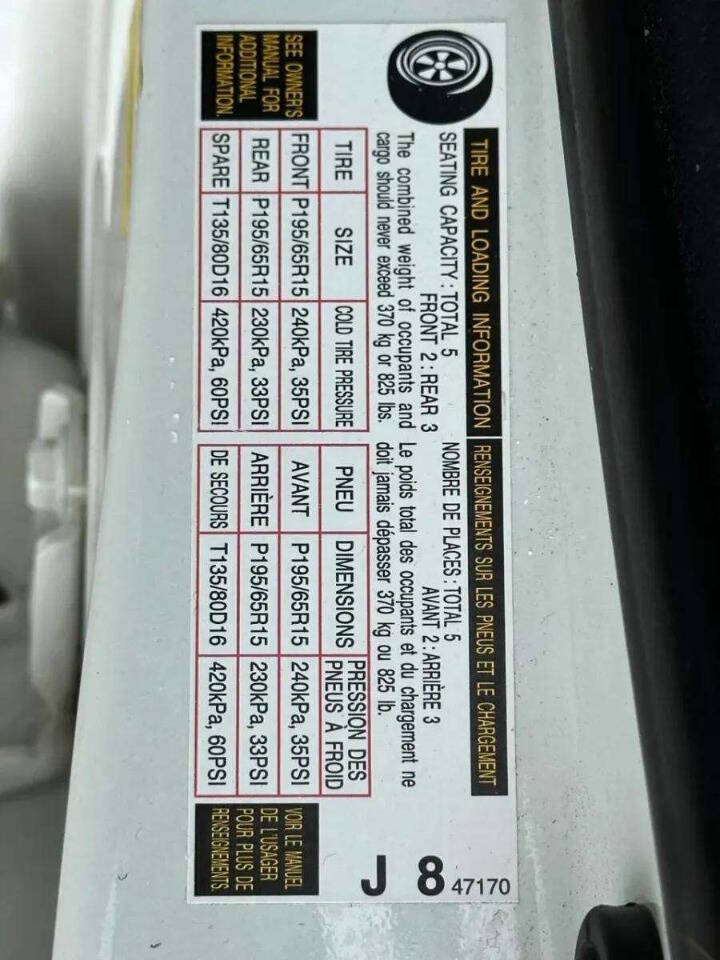 TIRE AND LOADING INFORMATION
RENSEIGNEMENTS SUR LES PNEUS ET LE CHARGEMENT
SEATING CAPACITY : TOTAL 5
FRONT 2 : REAR 3
The combined weight of occupants and
cargo should never exceed 370 kg or 825 lbs.
NOMBRE DE PLACES : TOTAL 5
AVANT 2 : ARRIÈRE 3
Le poids total des occupants et du chargement ne
doit jamais dépasser 370 kg ou 825 lb.
J 8 47170
SEE OWNER'S
MANUAL FOR
ADDITIONAL
INFORMATION.
TIRE SIZE COLD TIRE PRESSURE
FRONT P195/65R15 240kPa, 35PSI
REAR P195/65R15 230kPa, 33PSI
SPARE T135/80D16 420kPa, 60PSI
PNEU DIMENSIONS PRESSION DES
PNEUS À FROID
AVANT P195/65R15 240kPa, 35PSI
ARRIÈRE P195/65R15 230kPa, 33PSI
DE SECOURS T135/80D16 420kPa, 60PSI
VOIR LE MANUEL
DE L'USAGER
POUR PLUS DE
RENSEIGNEMENTS.